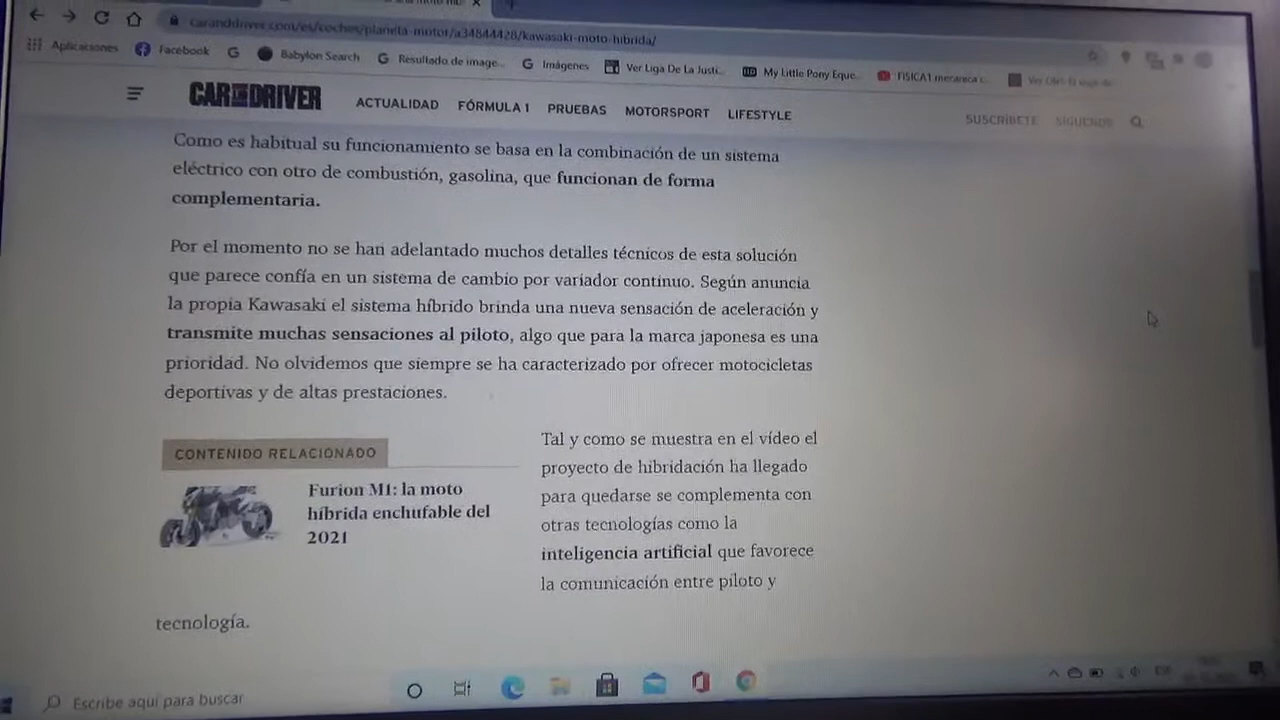 caranddriver.com/es/coches/planeta-motor/a34844428/kawasaki-moto-hibrida/
Aplicaciones Facebook Babylon Search Resultado de image... Imágenes Ver Liga De La Justi... My Little Pony Eque... FISICA1 mecanica
CAR AND DRIVER ACTUALIDAD FÓRMULA 1 PRUEBAS MOTORSPORT LIFESTYLE SUSCRÍBETE SÍGUENOS
Como es habitual su funcionamiento se basa en la combinación de un sistema
eléctrico con otro de combustión, gasolina, que funcionan de forma
complementaria.
Por el momento no se han adelantado muchos detalles técnicos de esta solución
que parece confía en un sistema de cambio por variador continuo. Según anuncia
la propia Kawasaki el sistema híbrido brinda una nueva sensación de aceleración y
transmite muchas sensaciones al piloto, algo que para la marca japonesa es una
prioridad. No olvidemos que siempre se ha caracterizado por ofrecer motocicletas
deportivas y de altas prestaciones.
CONTENIDO RELACIONADO
Furion M1: la moto
híbrida enchufable del
2021
Tal y como se muestra en el vídeo el
proyecto de hibridación ha llegado
para quedarse se complementa con
otras tecnologías como la
inteligencia artificial que favorece
la comunicación entre piloto y
tecnología.
Escribe aquí para buscar